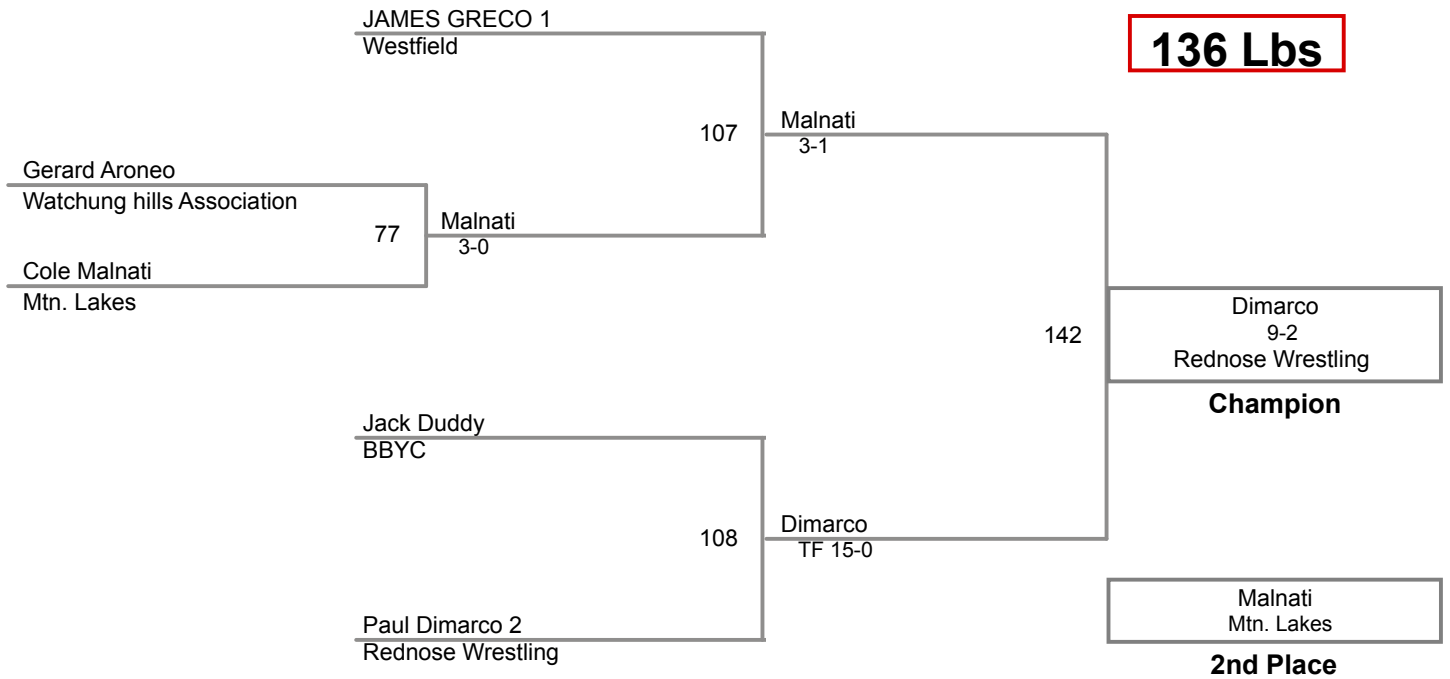 JAMES GRECO 1
Westfield
136 Lbs
107
Malnati
3-1
Gerard Aroneo
Watchung hills Association
77
Malnati
3-0
Cole Malnati
Mtn. Lakes
142
Dimarco
9-2
Rednose Wrestling
Champion
Jack Duddy
BBYC
108
Dimarco
TF 15-0
Paul Dimarco 2
Rednose Wrestling
Malnati
Mtn. Lakes
2nd Place